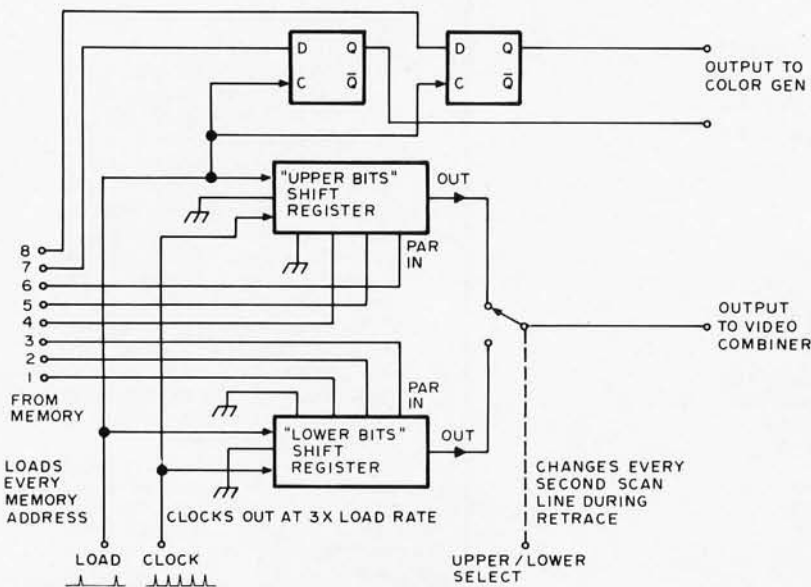 D Q
C Q̅
D Q
C Q̅
OUTPUT TO
COLOR GEN
"UPPER BITS"
SHIFT
REGISTER
OUT
PAR
IN
8
7
6
5
4
3
2
1
FROM
MEMORY
OUTPUT
TO VIDEO
COMBINER
PAR
IN
"LOWER BITS"
SHIFT
REGISTER
OUT
LOADS
EVERY
MEMORY
ADDRESS
CLOCKS OUT AT 3X LOAD RATE
CHANGES EVERY
SECOND SCAN
LINE DURING
RETRACE
LOAD CLOCK
UPPER / LOWER
SELECT